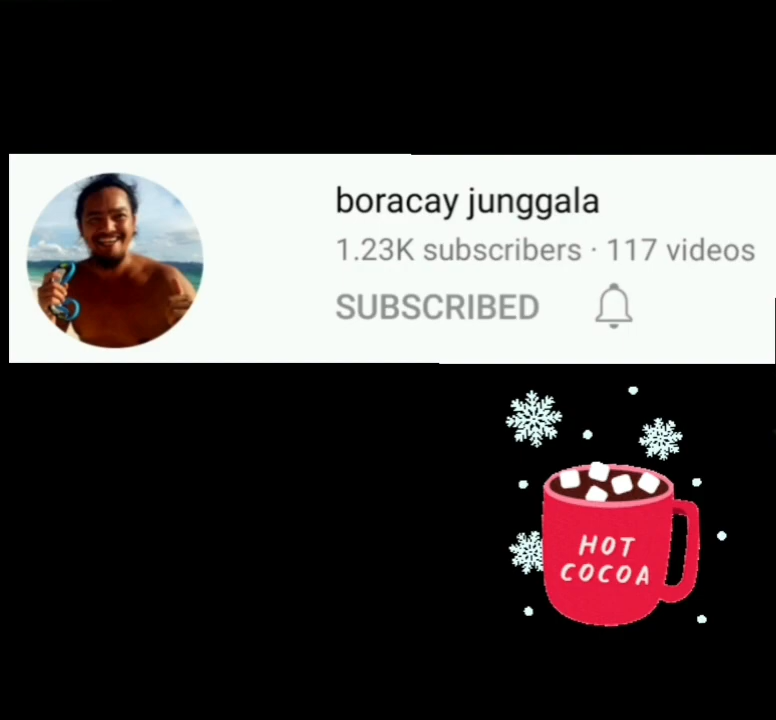 boracay junggala
1.23K subscribers · 117 videos
SUBSCRIBED
HOT
COCOA